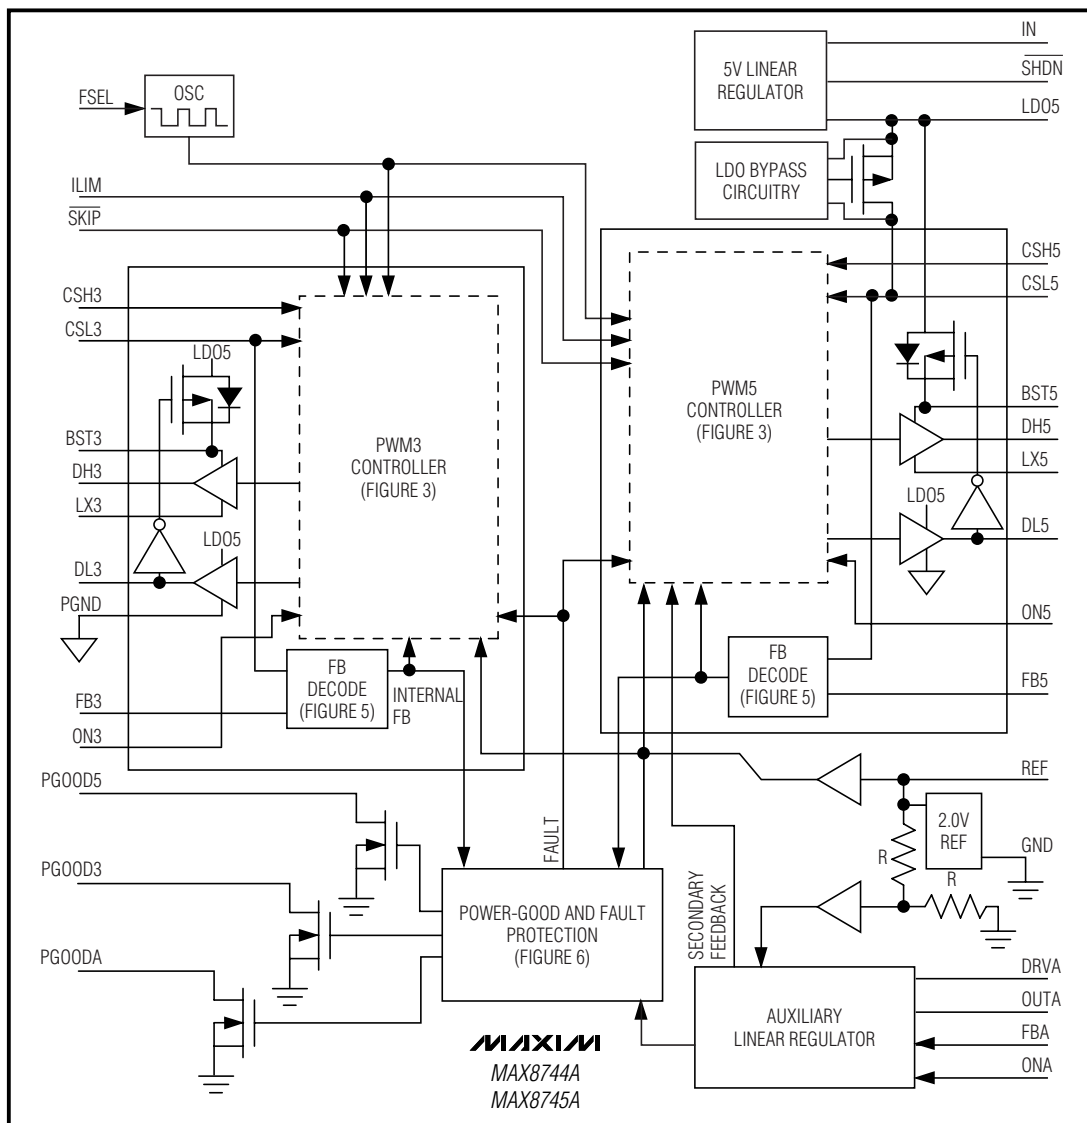 IN
5V LINEAR
REGULATOR
SHDN
LDO5
FSEL
OSC
LDO BYPASS
CIRCUITRY
ILIM
SKIP
CSH5
CSL5
CSH3
CSL3
LDO5
PWM3
CONTROLLER
(FIGURE 3)
PWM5
CONTROLLER
(FIGURE 3)
BST5
DH5
LX5
BST3
DH3
LX3
LDO5
LDO5
DL5
DL3
PGND
ON5
FB
DECODE
(FIGURE 5)
INTERNAL
FB
FB
DECODE
(FIGURE 5)
FB5
FB3
ON3
REF
PGOOD5
2.0V
REF
GND
R
R
FAULT
PGOOD3
POWER-GOOD AND FAULT
PROTECTION
(FIGURE 6)
SECONDARY
FEEDBACK
PGOODA
DRVA
OUTA
AUXILIARY
LINEAR REGULATOR
FBA
ONA
MAXIM
MAX8744A
MAX8745A